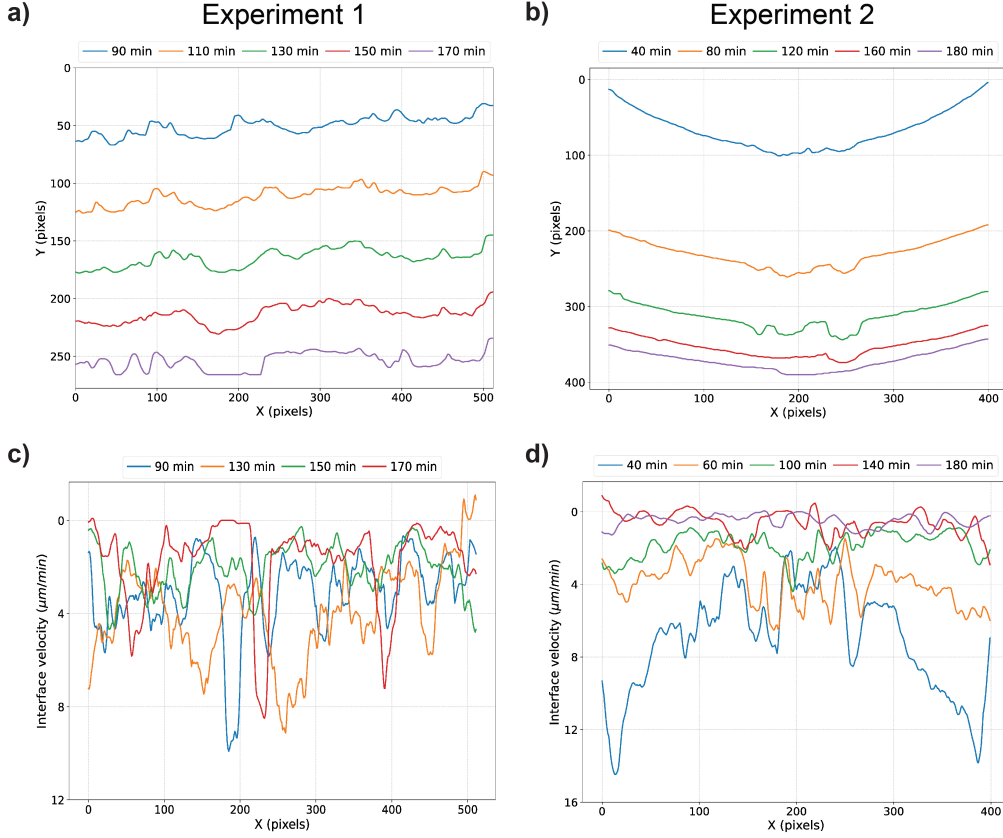 a) Experiment 1
90 min 110 min 130 min 150 min 170 min
0
50
100
150
200
250
Y (pixels)
0 100 200 300 400 500
X (pixels)
b) Experiment 2
40 min 80 min 120 min 160 min 180 min
0
100
200
300
400
Y (pixels)
0 100 200 300 400
X (pixels)
c)
90 min 130 min 150 min 170 min
0
4
8
12
Interface velocity (μm/min)
0 100 200 300 400 500
X (pixels)
d)
40 min 60 min 100 min 140 min 180 min
0
4
8
12
16
Interface velocity (μm/min)
0 100 200 300 400
X (pixels)